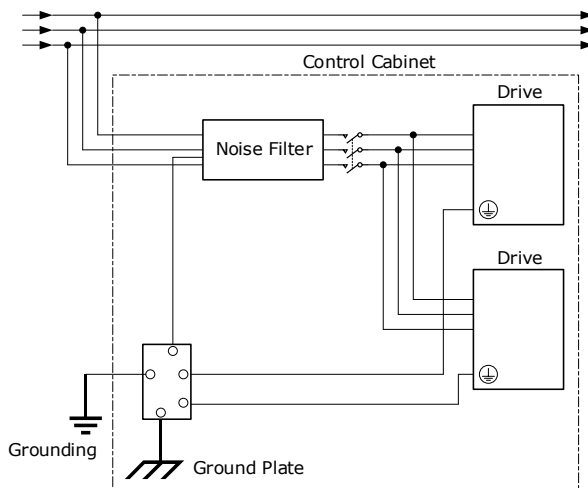 Control Cabinet
Drive
Noise Filter
Drive
Grounding
Ground Plate